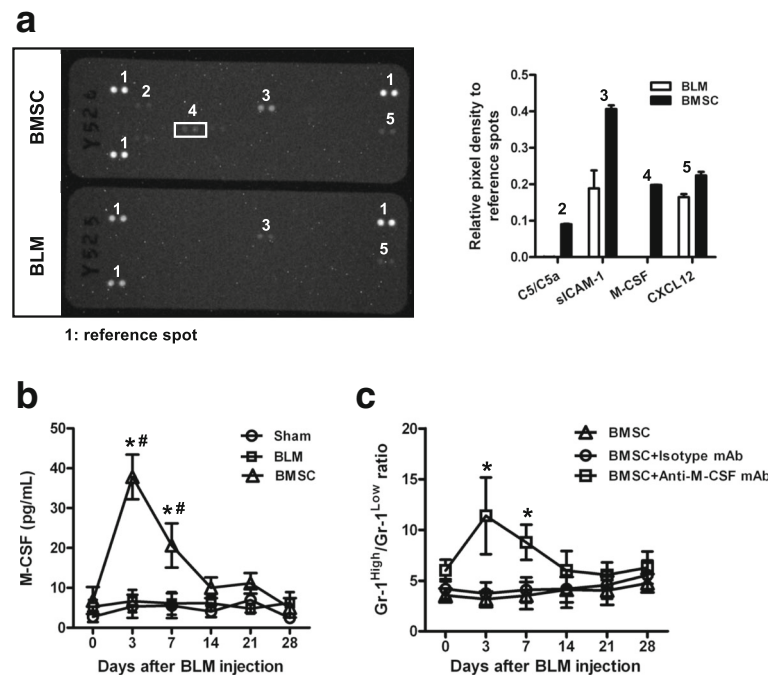 a
BMSC
Y524
1
2
4
3
1
5
1
BLM
Y525
1
3
1
5
1
1: reference spot
Relative pixel density to
reference spots
0.5
0.4
0.3
0.2
0.1
0.0
BLM
BMSC
2
3
4
5
C5/C5a
sICAM-1
M-CSF
CXCL12
b
M-CSF (pg/mL)
50
40
30
20
10
0
*#
*#
Sham
BLM
BMSC
0 3 7 14 21 28
Days after BLM injection
c
Gr-1High/Gr-1Low ratio
20
15
10
5
0
*
*
BMSC
BMSC+Isotype mAb
BMSC+Anti-M-CSF mAb
0 3 7 14 21 28
Days after BLM injection